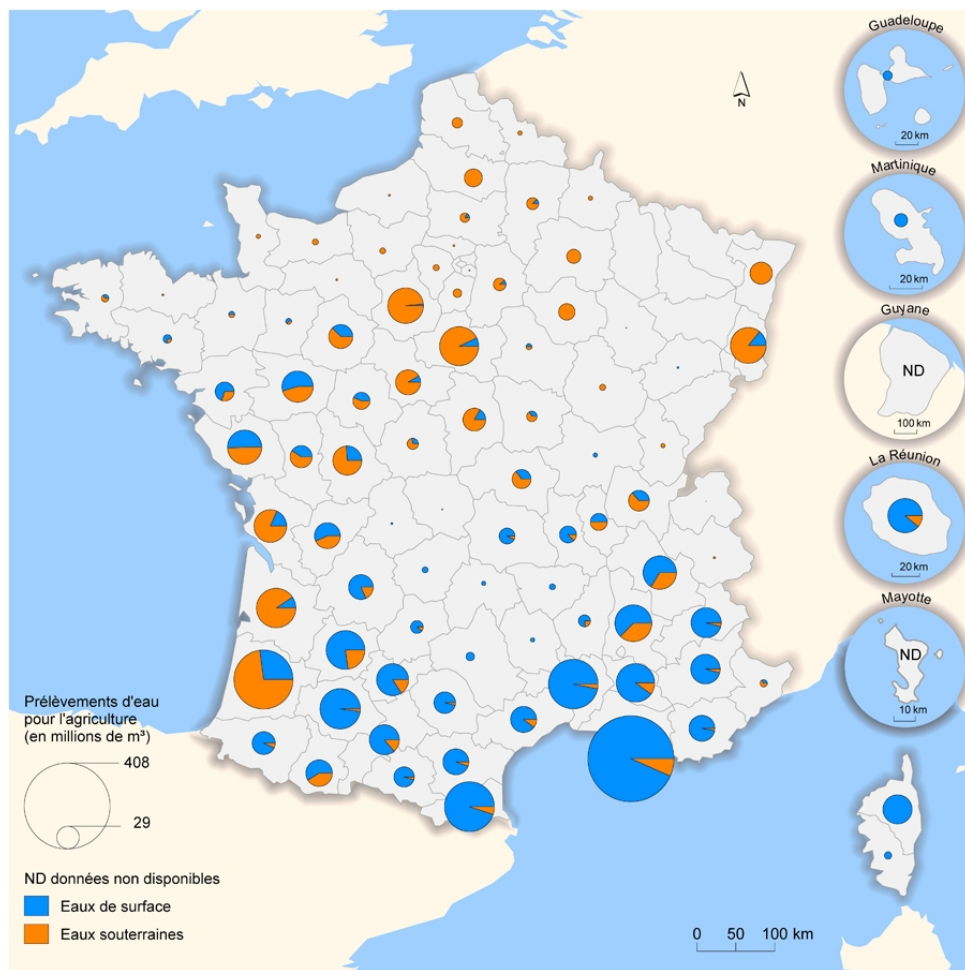 Guadeloupe
20 km
N
Martinique
20 km
Guyane
ND
100 km
La Réunion
20 km
Mayotte
ND
10 km
Prélèvements d'eau
pour l'agriculture
(en millions de m³)
408
29
ND données non disponibles
Eaux de surface
Eaux souterraines
0 50 100 km